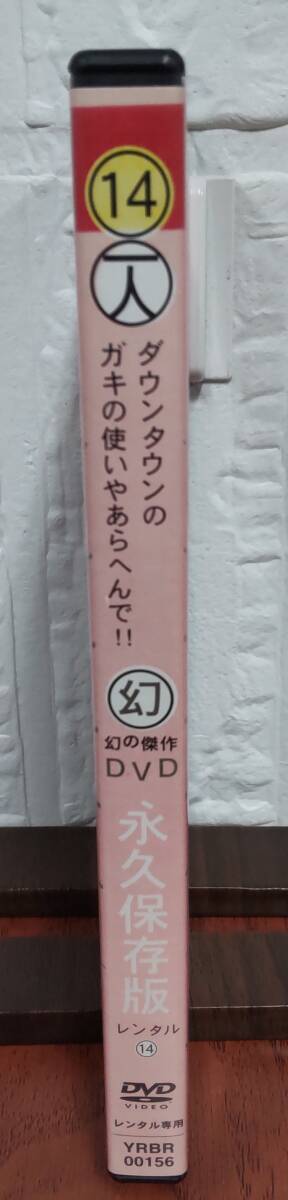 14
一人
ダウンタウンの
ガキの使いやあらへんで!!
幻
幻の傑作
DVD
永久保存版
レンタル
14
DVD
VIDEO
レンタル専用
YRBR
00156